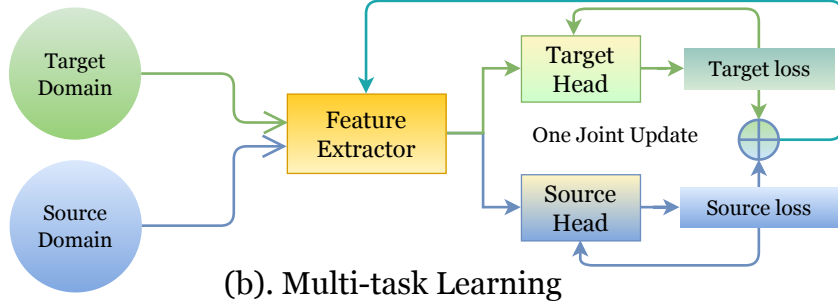 Target
Domain
Feature
Extractor
Target
Head
Target loss
One Joint Update
Source
Domain
Source
Head
Source loss
(b). Multi-task Learning